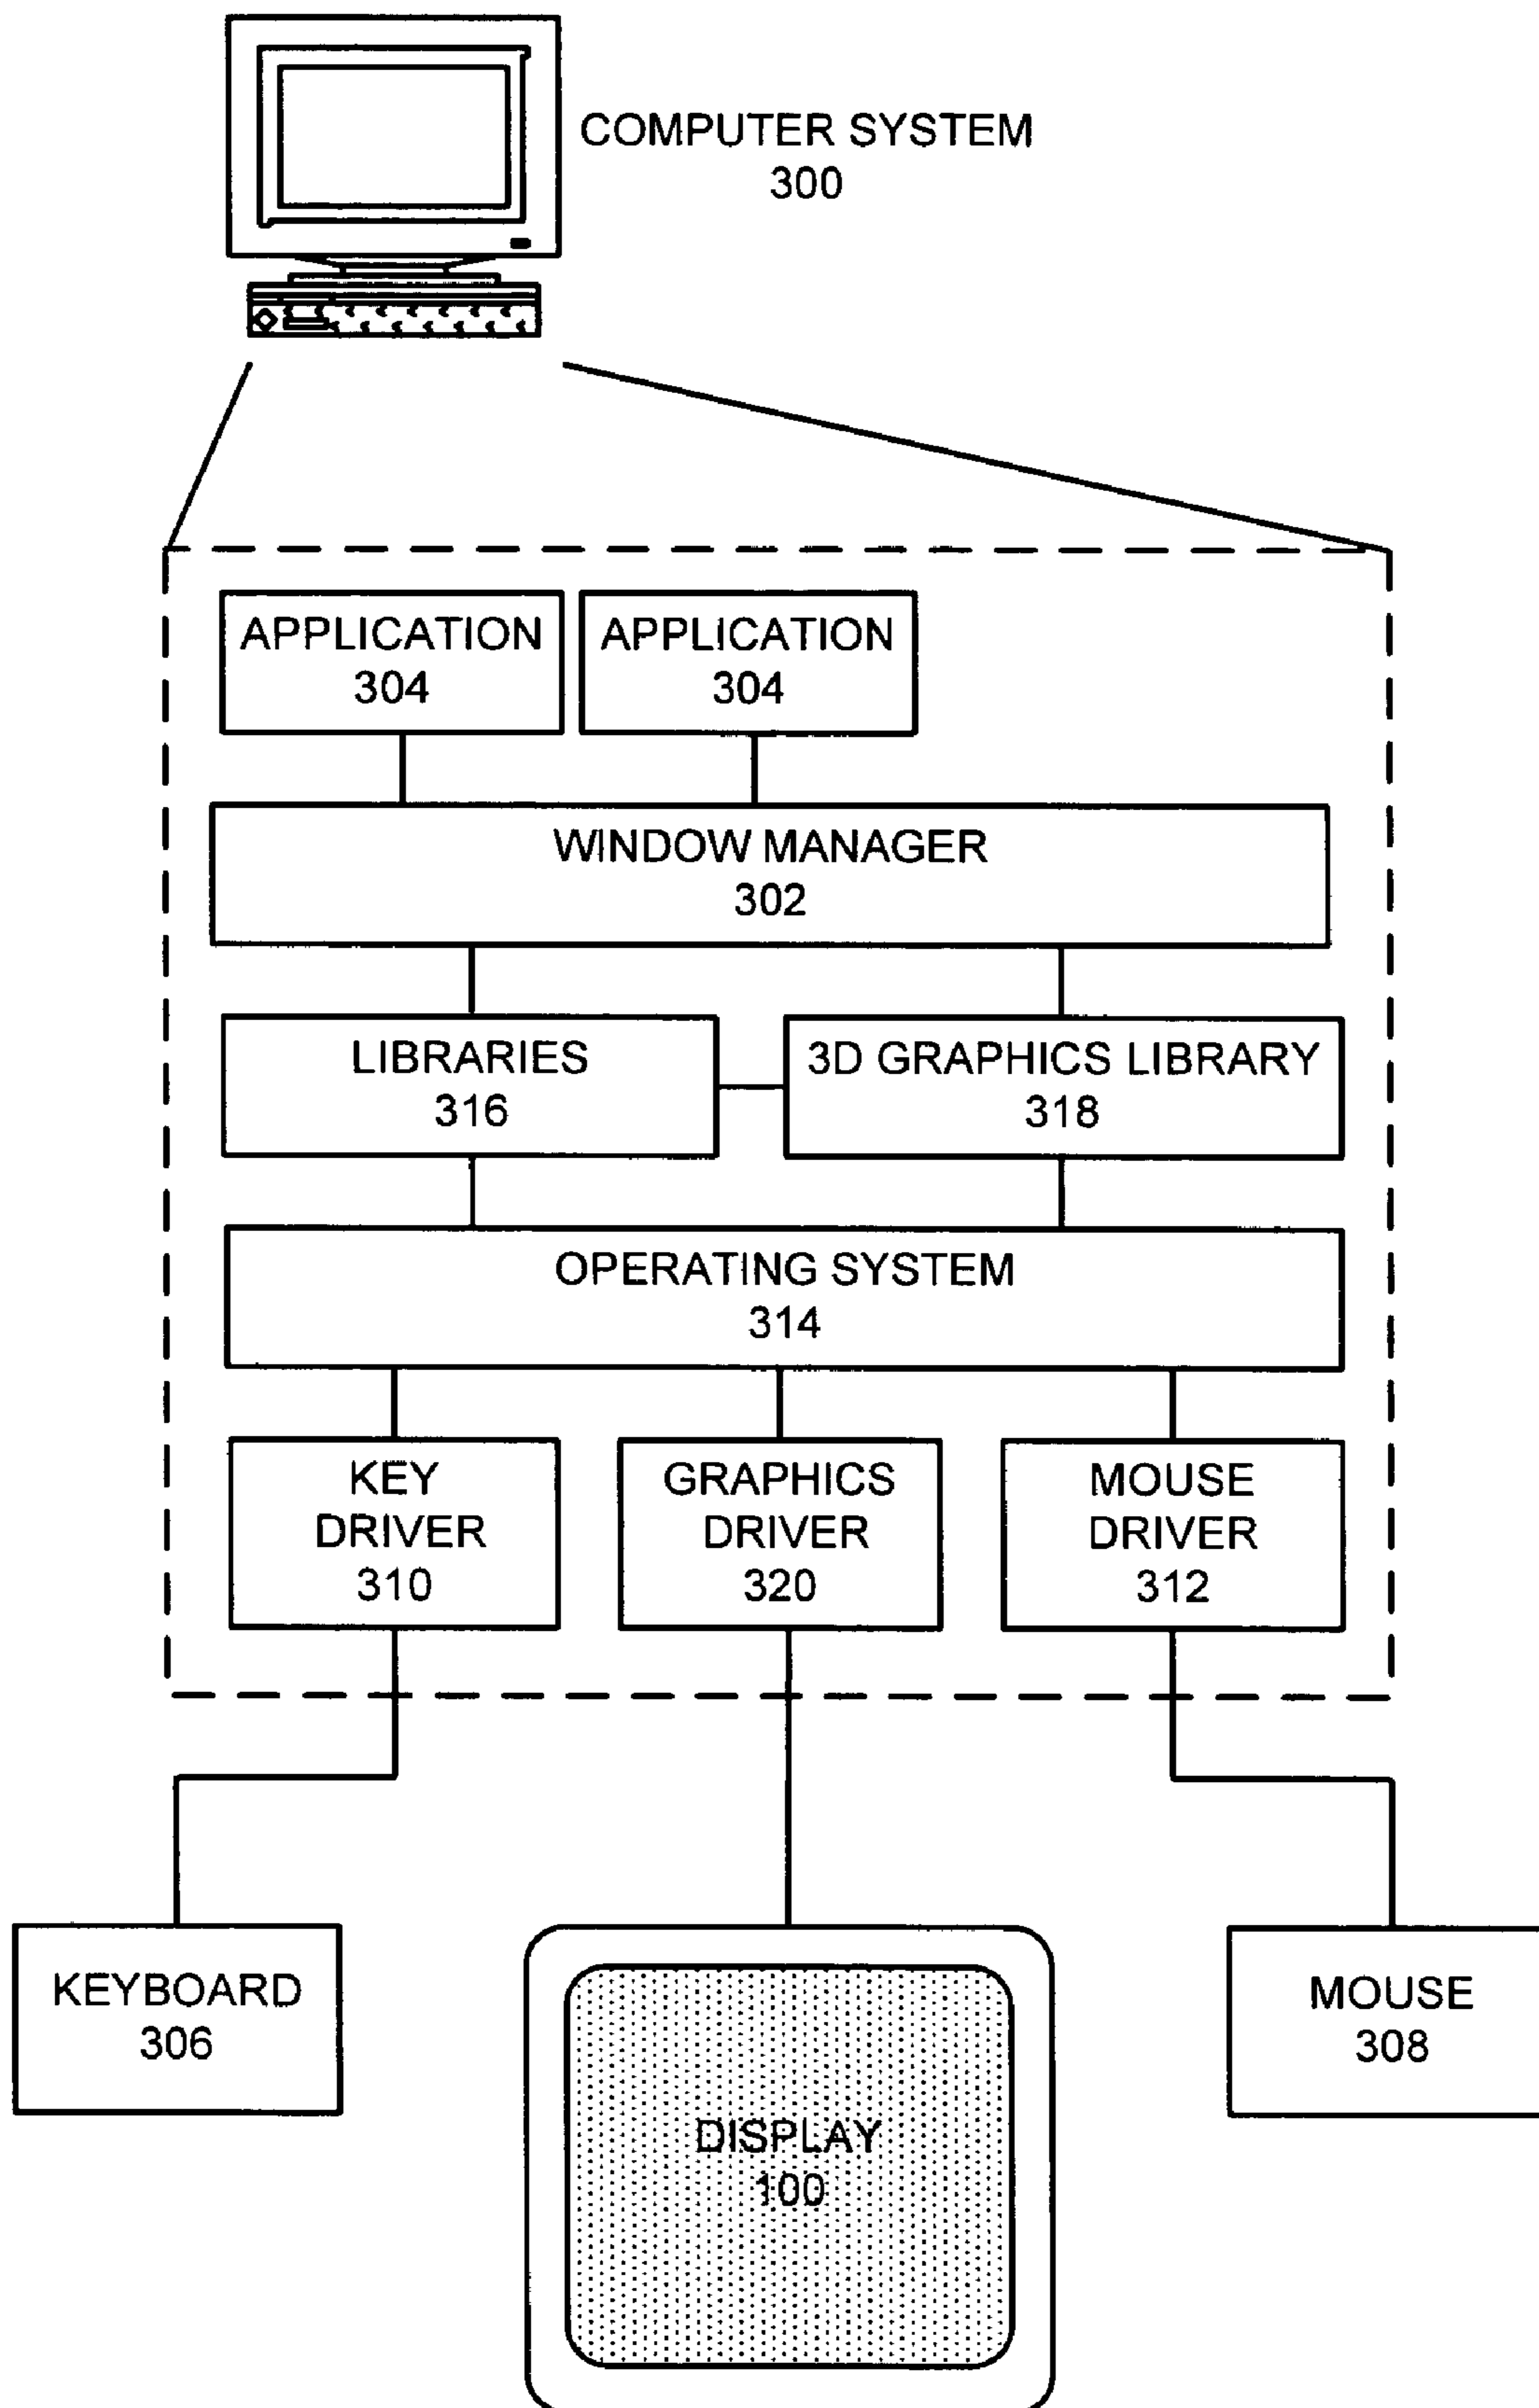 COMPUTER SYSTEM
300
APPLICATION
304
APPLICATION
304
WINDOW MANAGER
302
LIBRARIES
316
3D GRAPHICS LIBRARY
318
OPERATING SYSTEM
314
KEY
DRIVER
310
GRAPHICS
DRIVER
320
MOUSE
DRIVER
312
KEYBOARD
306
DISPLAY
100
MOUSE
308